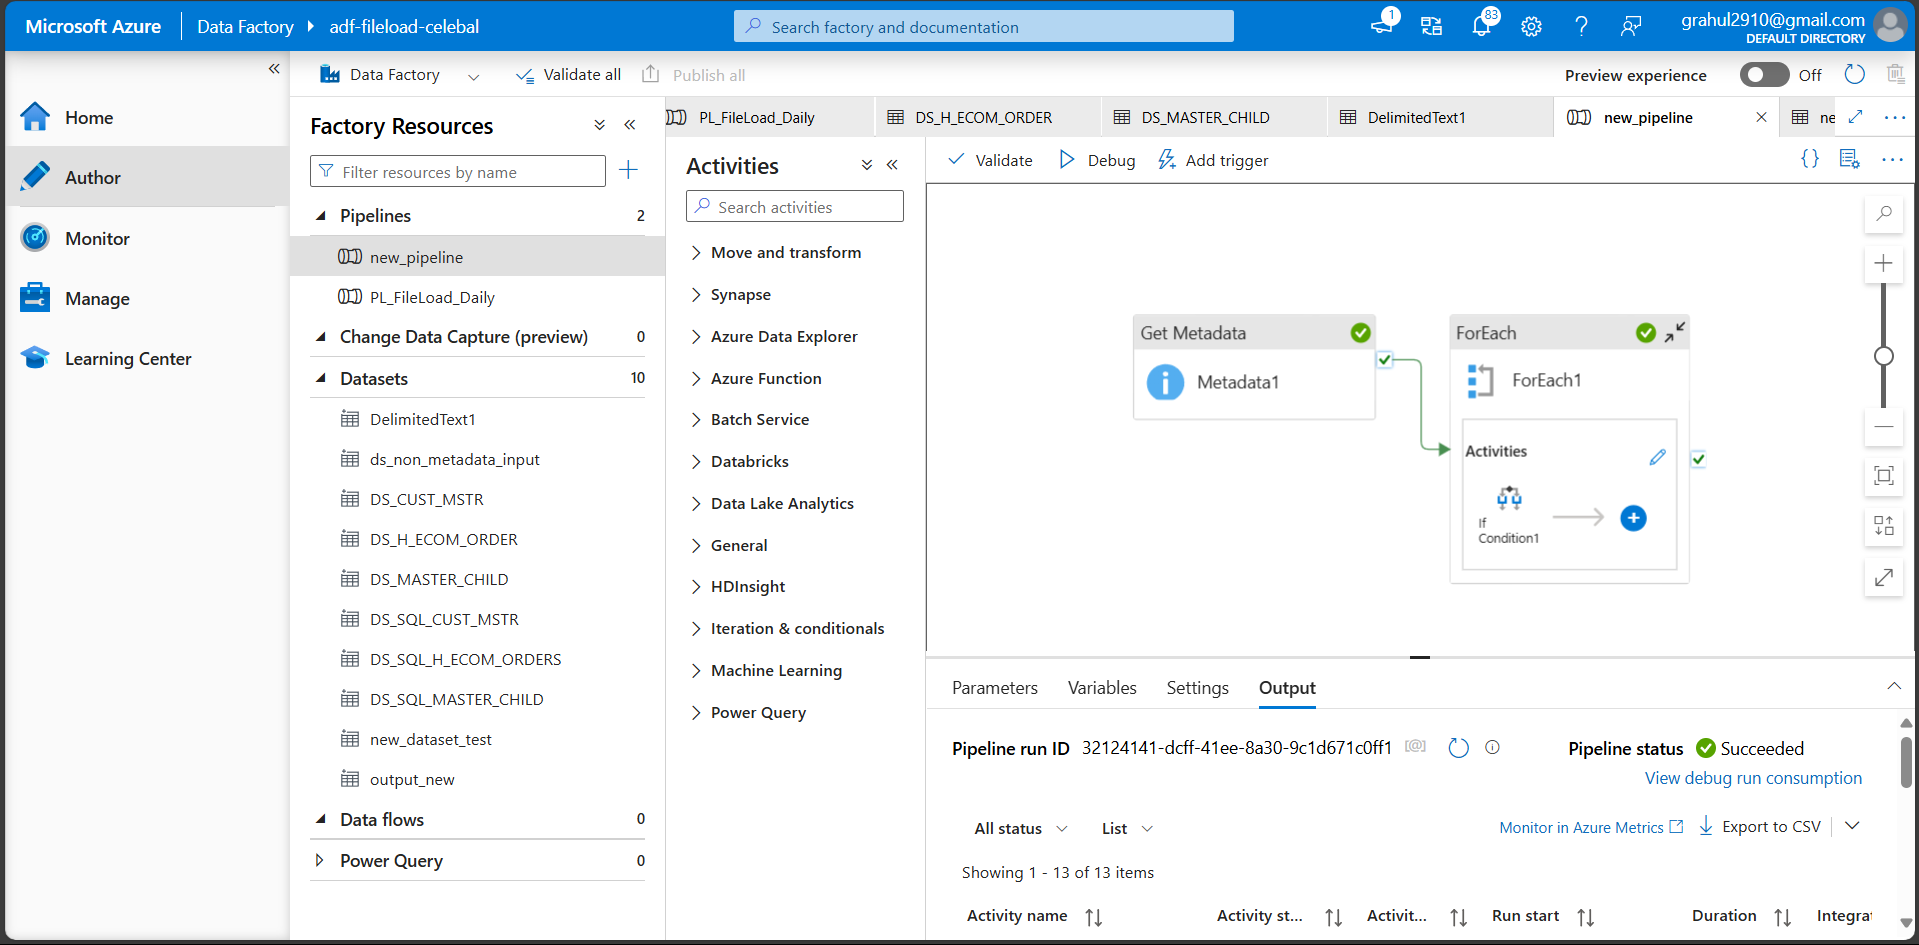 Microsoft Azure
Data Factory
adf-fileload-celebal
Search factory and documentation
1
83
grahul2910@gmail.com
DEFAULT DIRECTORY
Home
Author
Monitor
Manage
Learning Center
Data Factory
Validate all
Publish all
Preview experience
Off
Factory Resources
Filter resources by name
Pipelines 2
new_pipeline
PL_FileLoad_Daily
Change Data Capture (preview) 0
Datasets 10
DelimitedText1
ds_non_metadata_input
DS_CUST_MSTR
DS_H_ECOM_ORDER
DS_MASTER_CHILD
DS_SQL_CUST_MSTR
DS_SQL_H_ECOM_ORDERS
DS_SQL_MASTER_CHILD
new_dataset_test
output_new
Data flows 0
Power Query 0
PL_FileLoad_Daily
DS_H_ECOM_ORDER
DS_MASTER_CHILD
DelimitedText1
new_pipeline
ne
Activities
Search activities
Move and transform
Synapse
Azure Data Explorer
Azure Function
Batch Service
Databricks
Data Lake Analytics
General
HDInsight
Iteration & conditionals
Machine Learning
Power Query
Validate
Debug
Add trigger
Get Metadata
Metadata1
ForEach
ForEach1
Activities
If
Condition1
Parameters
Variables
Settings
Output
Pipeline run ID 32124141-dcff-41ee-8a30-9c1d671c0ff1
Pipeline status Succeeded
View debug run consumption
All status
List
Monitor in Azure Metrics
Export to CSV
Showing 1 - 13 of 13 items
Activity name
Activity st...
Activit...
Run start
Duration
Integrat